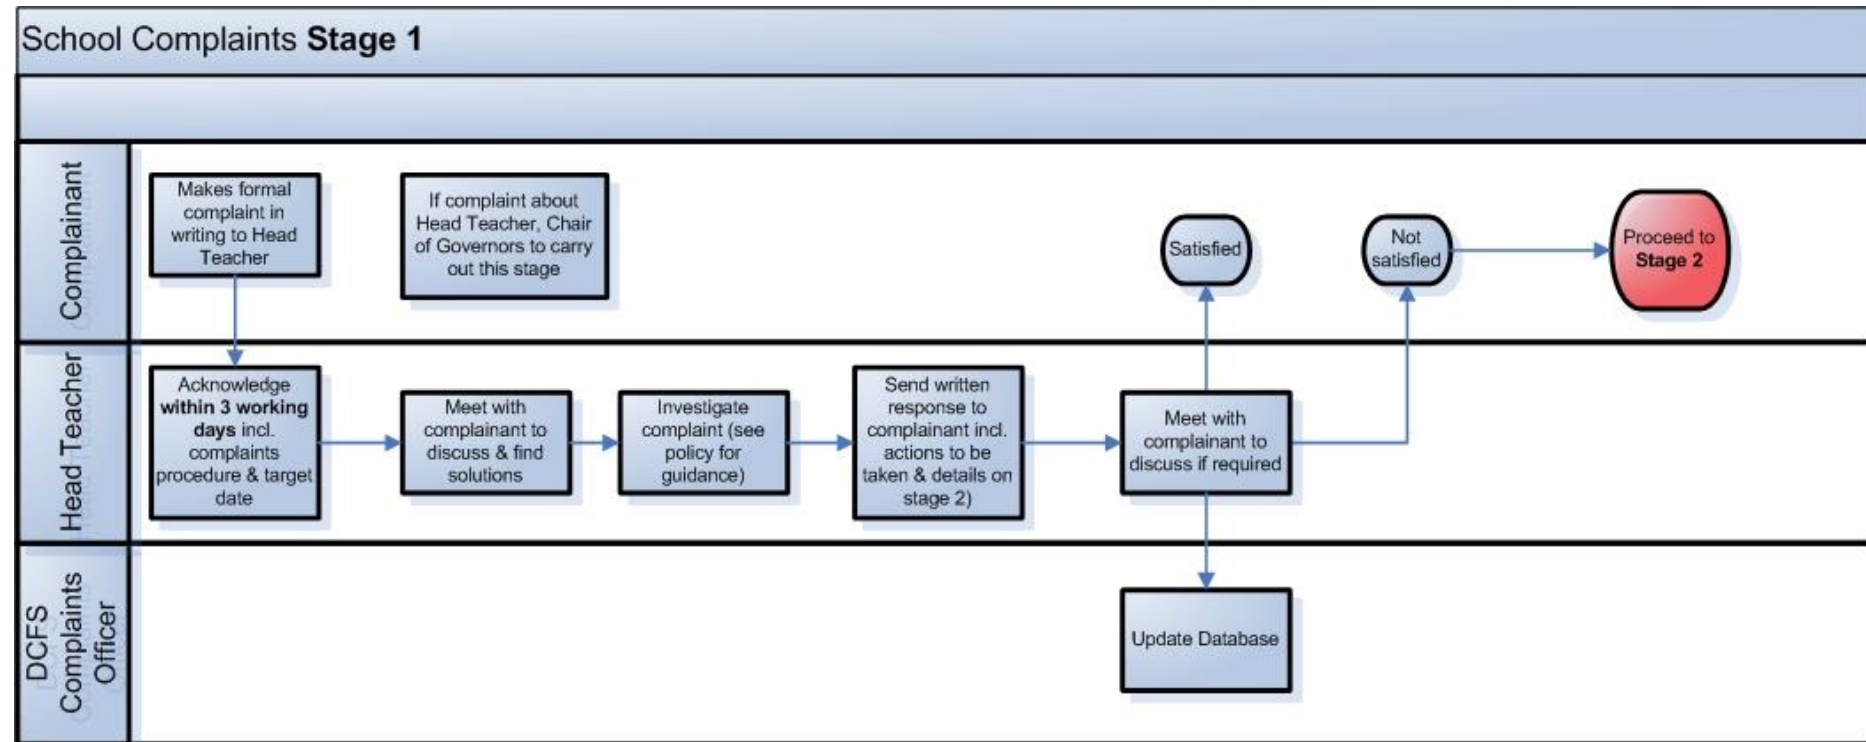 School Complaints Stage 1
Complainant
Makes formal
complaint in
writing to Head
Teacher
If complaint about
Head Teacher, Chair
of Governors to carry
out this stage
Satisfied
Not
satisfied
Proceed to
Stage 2
Head Teacher
Acknowledge
within 3 working
days incl.
complaints
procedure & target
date
Meet with
complainant to
discuss & find
solutions
Investigate
complaint (see
policy for
guidance)
Send written
response to
complainant incl.
actions to be
taken & details on
stage 2)
Meet with
complainant to
discuss if required
DCFS
Complaints
Officer
Update Database